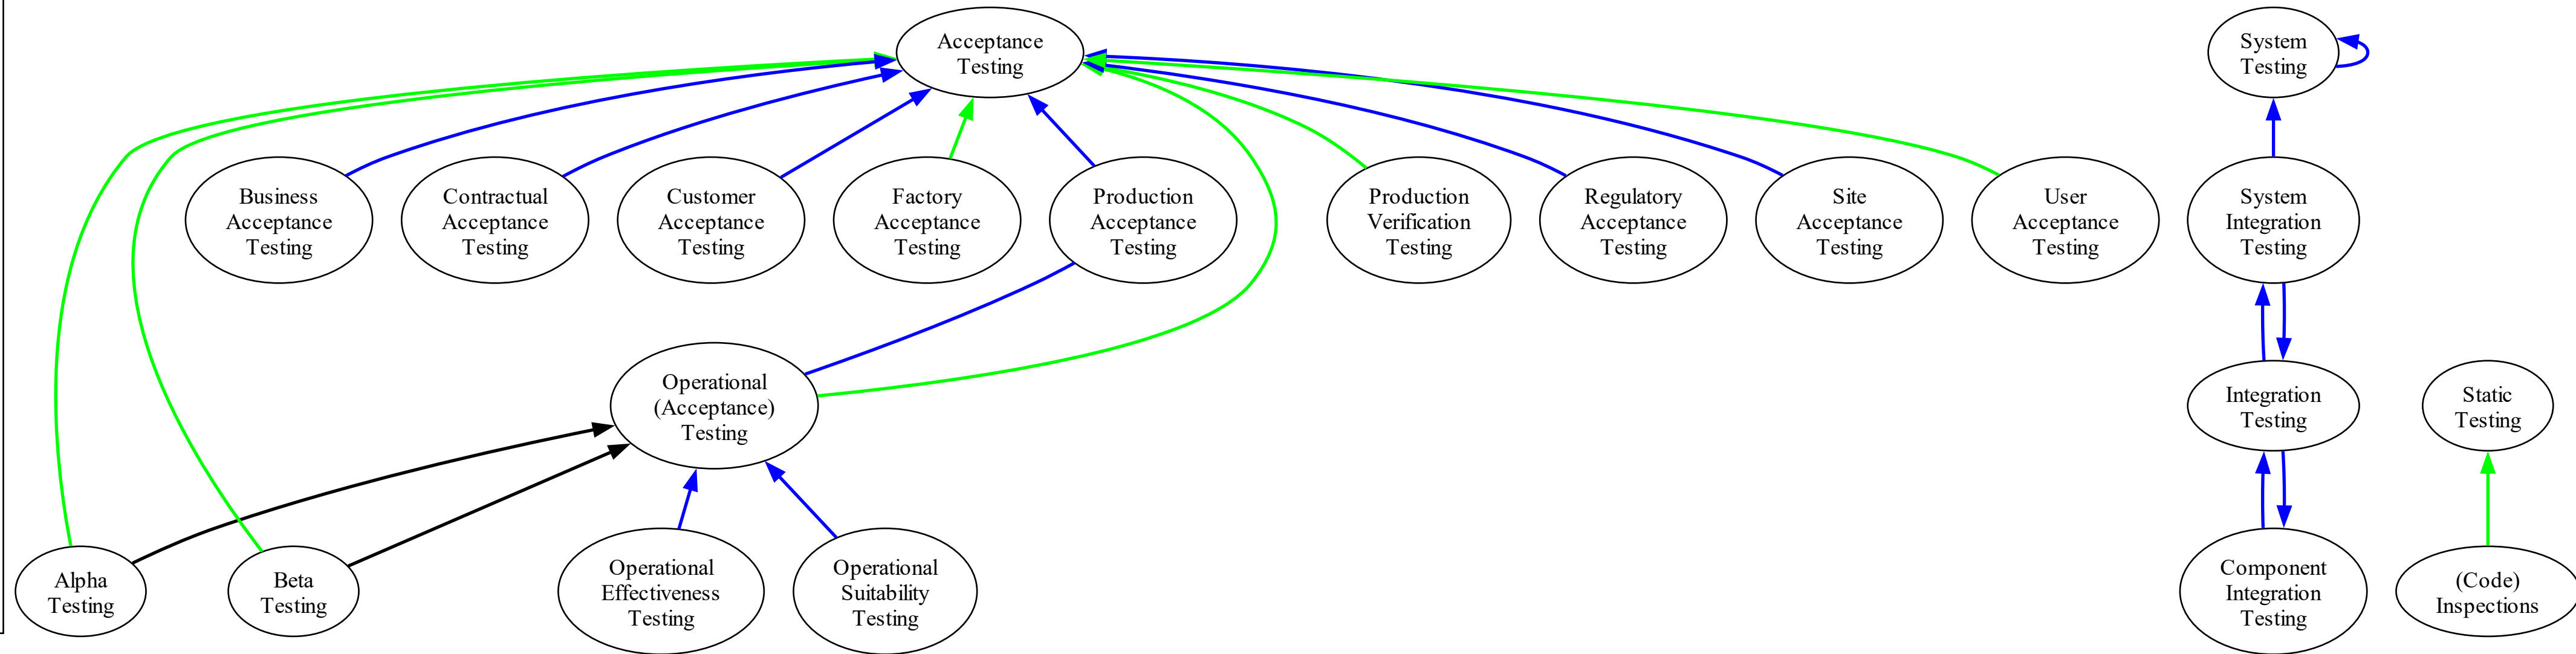 Acceptance
Testing
System
Testing
Business
Acceptance
Testing
Contractual
Acceptance
Testing
Customer
Acceptance
Testing
Factory
Acceptance
Testing
Production
Acceptance
Testing
Production
Verification
Testing
Regulatory
Acceptance
Testing
Site
Acceptance
Testing
User
Acceptance
Testing
System
Integration
Testing
Operational
(Acceptance)
Testing
Integration
Testing
Static
Testing
Alpha
Testing
Beta
Testing
Operational
Effectiveness
Testing
Operational
Suitability
Testing
Component
Integration
Testing
(Code)
Inspections